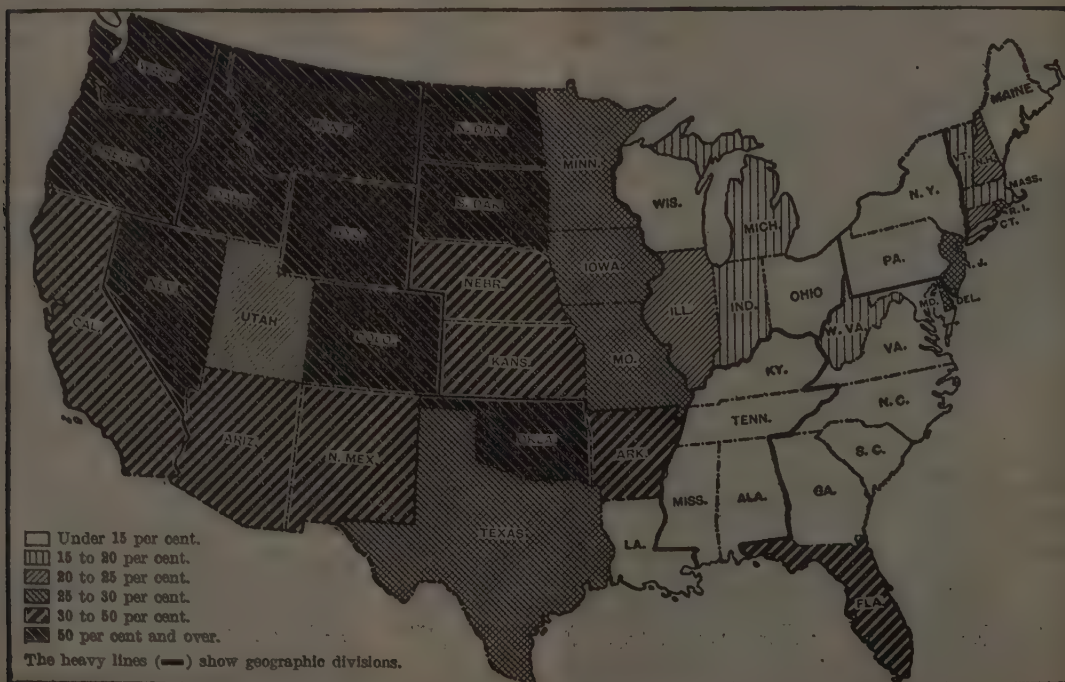 MAINE
WASH.
MONT.
N. DAK.
MINN.
VT.
N.H.
OREGON
IDAHO
S. DAK.
WIS.
MICH.
N.Y.
MASS.
R.I.
CT.
WYO.
IOWA
PA.
N.J.
NEV.
UTAH
NEBR.
ILL.
IND.
OHIO
MD.
DEL.
CAL.
COLO.
KANS.
MO.
W. VA.
VA.
KY.
N.C.
TENN.
ARIZ.
N. MEX.
OKLA.
ARK.
S. C.
MISS.
ALA.
GA.
TEXAS
LA.
FLA.
Under 15 per cent.
15 to 20 per cent.
20 to 25 per cent.
25 to 30 per cent.
30 to 50 per cent.
50 per cent and over.
The heavy lines (▬) show geographic divisions.